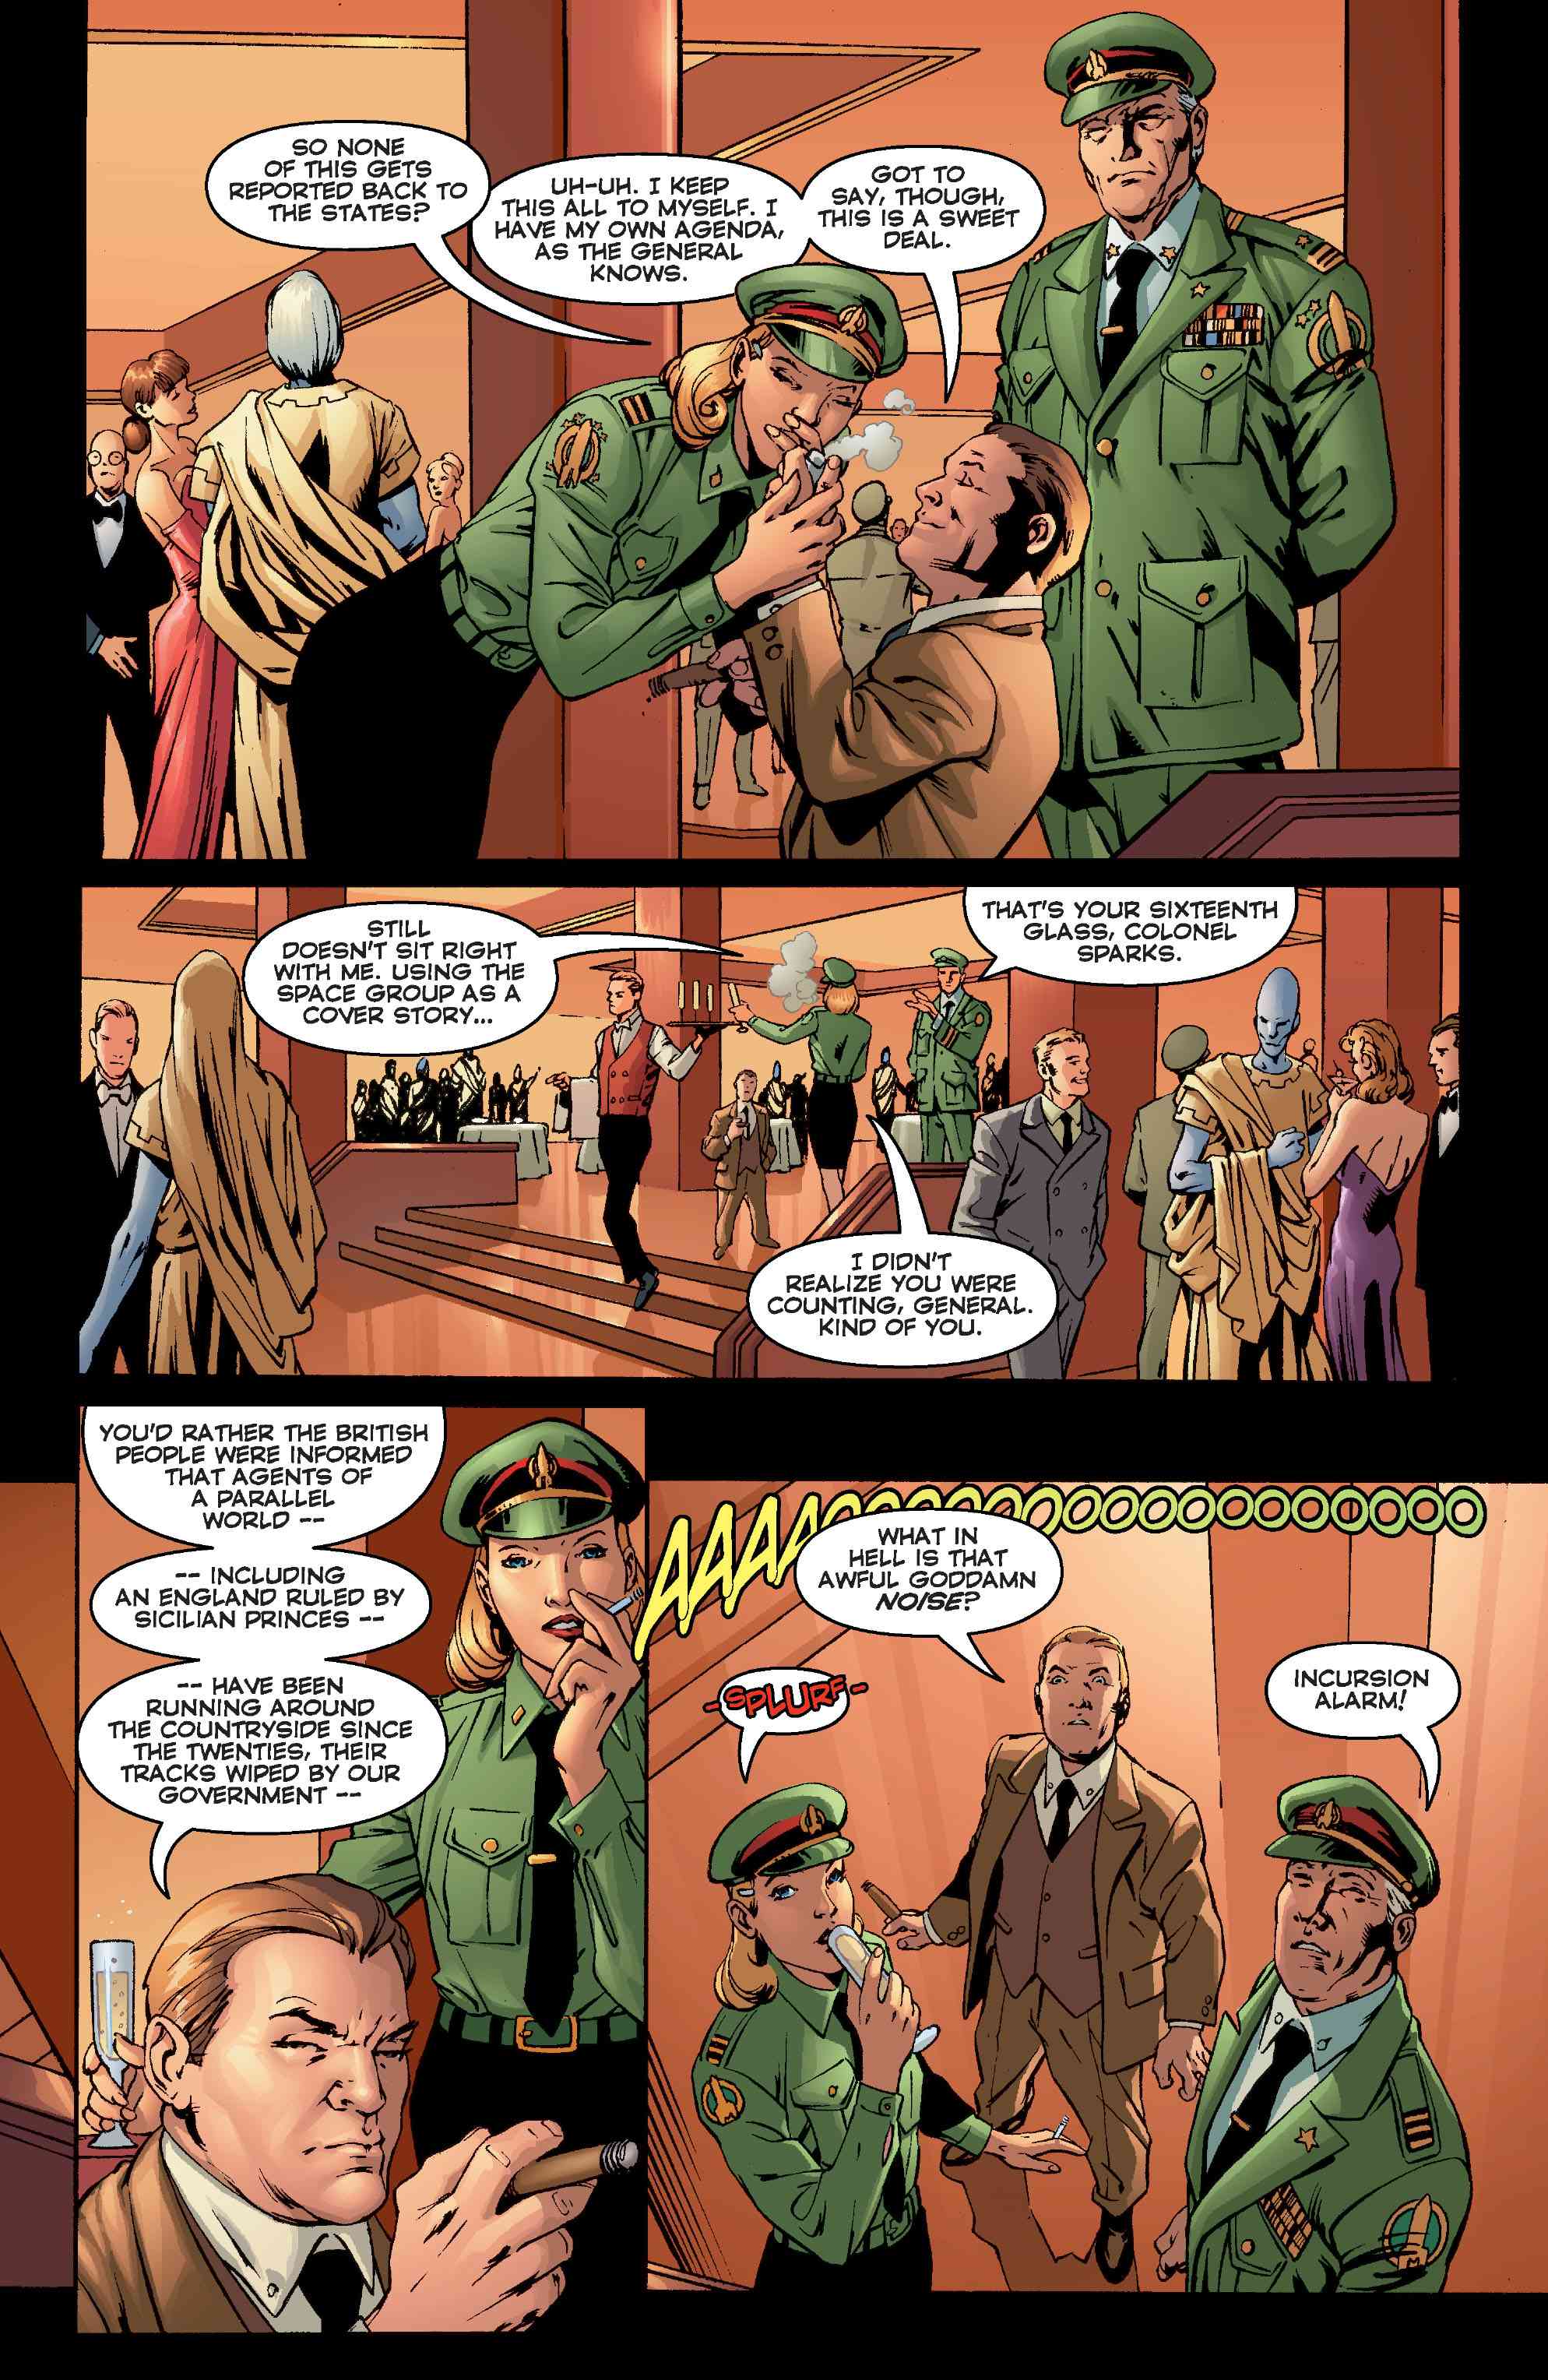 SO NONE
OF THIS GETS
REPORTED BACK TO
THE STATES?
UH-UH. I KEEP
THIS ALL TO MYSELF. I
HAVE MY OWN AGENDA,
AS THE GENERAL
KNOWS.
GOT TO
SAY, THOUGH,
THIS IS A SWEET
DEAL.
STILL
DOESN'T SIT RIGHT
WITH ME. USING THE
SPACE GROUP AS A
COVER STORY...
THAT'S YOUR SIXTEENTH
GLASS, COLONEL
SPARKS.
I DIDN'T
REALIZE YOU WERE
COUNTING, GENERAL.
KIND OF YOU.
YOU'D RATHER THE BRITISH
PEOPLE WERE INFORMED
THAT AGENTS OF
A PARALLEL
WORLD --
-- INCLUDING
AN ENGLAND RULED BY
SICILIAN PRINCES --
-- HAVE BEEN
RUNNING AROUND
THE COUNTRYSIDE SINCE
THE TWENTIES, THEIR
TRACKS WIPED BY OUR
GOVERNMENT --
AAAAOOOOOOOOOOOOOOOOOOO
WHAT IN
HELL IS THAT
AWFUL GODDAMN
NOISE?
-SPLURF-
INCURSION
ALARM!